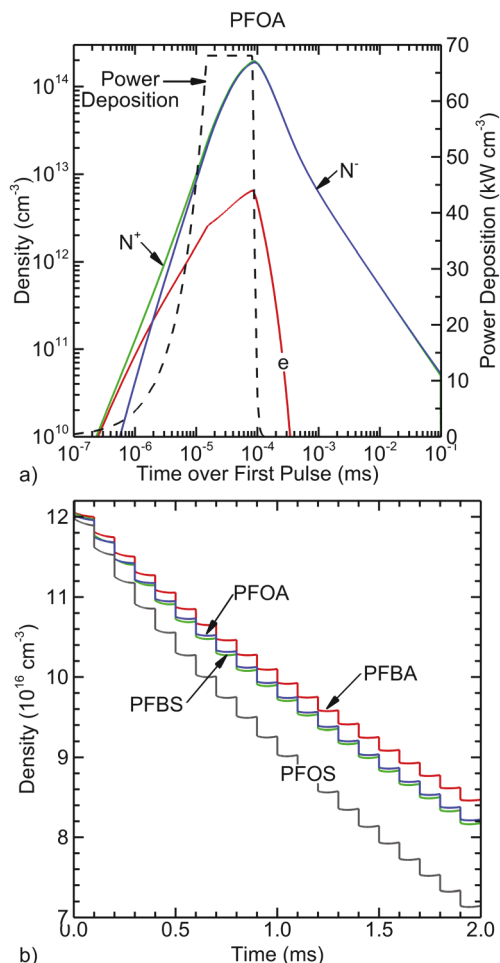 PFOA
Density (cm⁻³)
10¹⁴
10¹³
10¹²
10¹¹
10¹⁰
Power
Deposition
N⁺
N⁻
e
70
60
50
40
30
20
10
0
Power Deposition (kW cm⁻³)
10⁻⁷ 10⁻⁶ 10⁻⁵ 10⁻⁴ 10⁻³ 10⁻² 10⁻¹
a) Time over First Pulse (ms)
Density (10¹⁶ cm⁻³)
12
11
10
9
8
7
PFOA
PFBS
PFBA
PFOS
0.0 0.5 1.0 1.5 2.0
b) Time (ms)